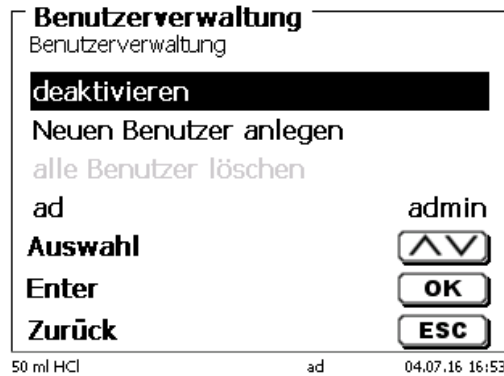 Benutzerverwaltung
Benutzerverwaltung
deaktivieren
Neuen Benutzer anlegen
alle Benutzer löschen
ad admin
Auswahl
Enter OK
Zurück ESC
50 ml HCl ad 04.07.16 16:53